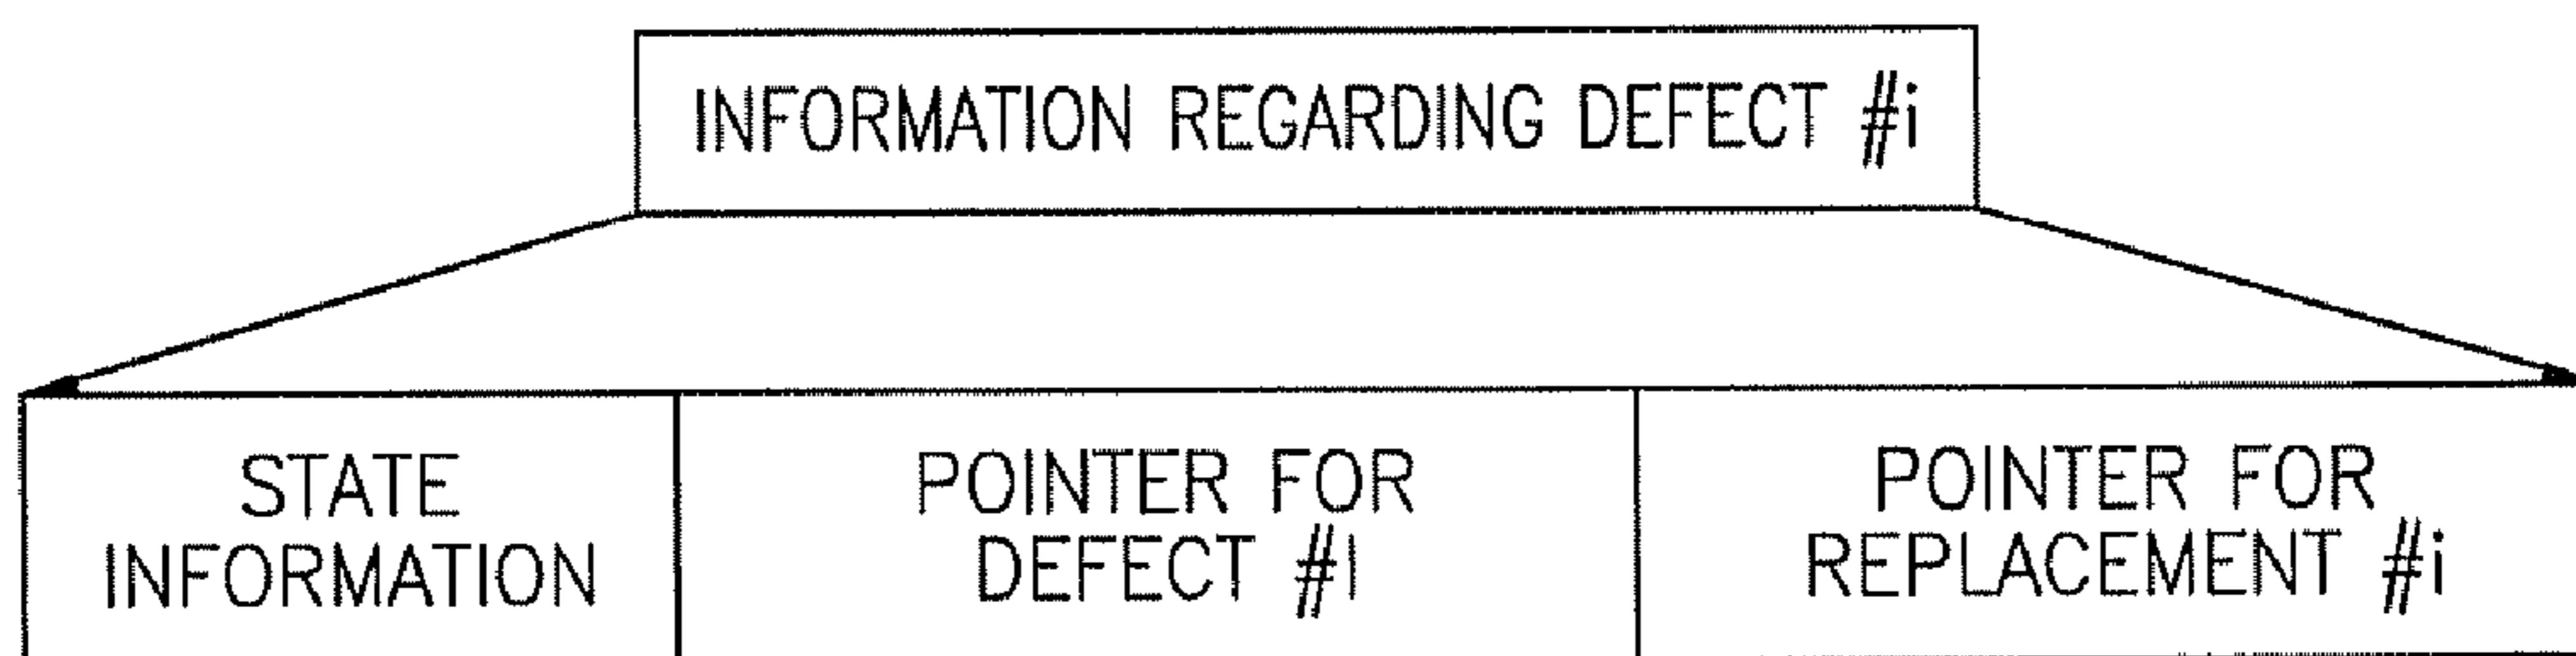 INFORMATION REGARDING DEFECT #i
STATE
INFORMATION
POINTER FOR
DEFECT #I
POINTER FOR
REPLACEMENT #i